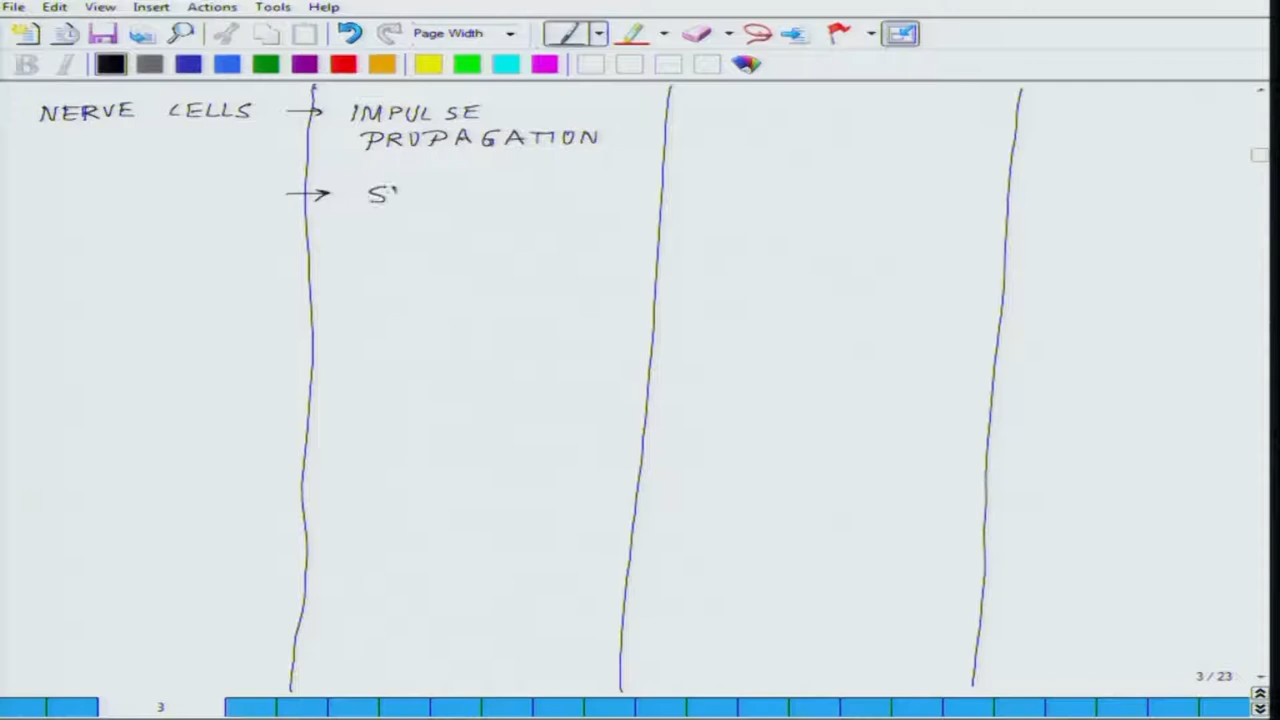 File Edit View Insert Actions Tools Help
Page Width
B I
NERVE CELLS → IMPULSE
PROPAGATION
→ S
3 / 23
3